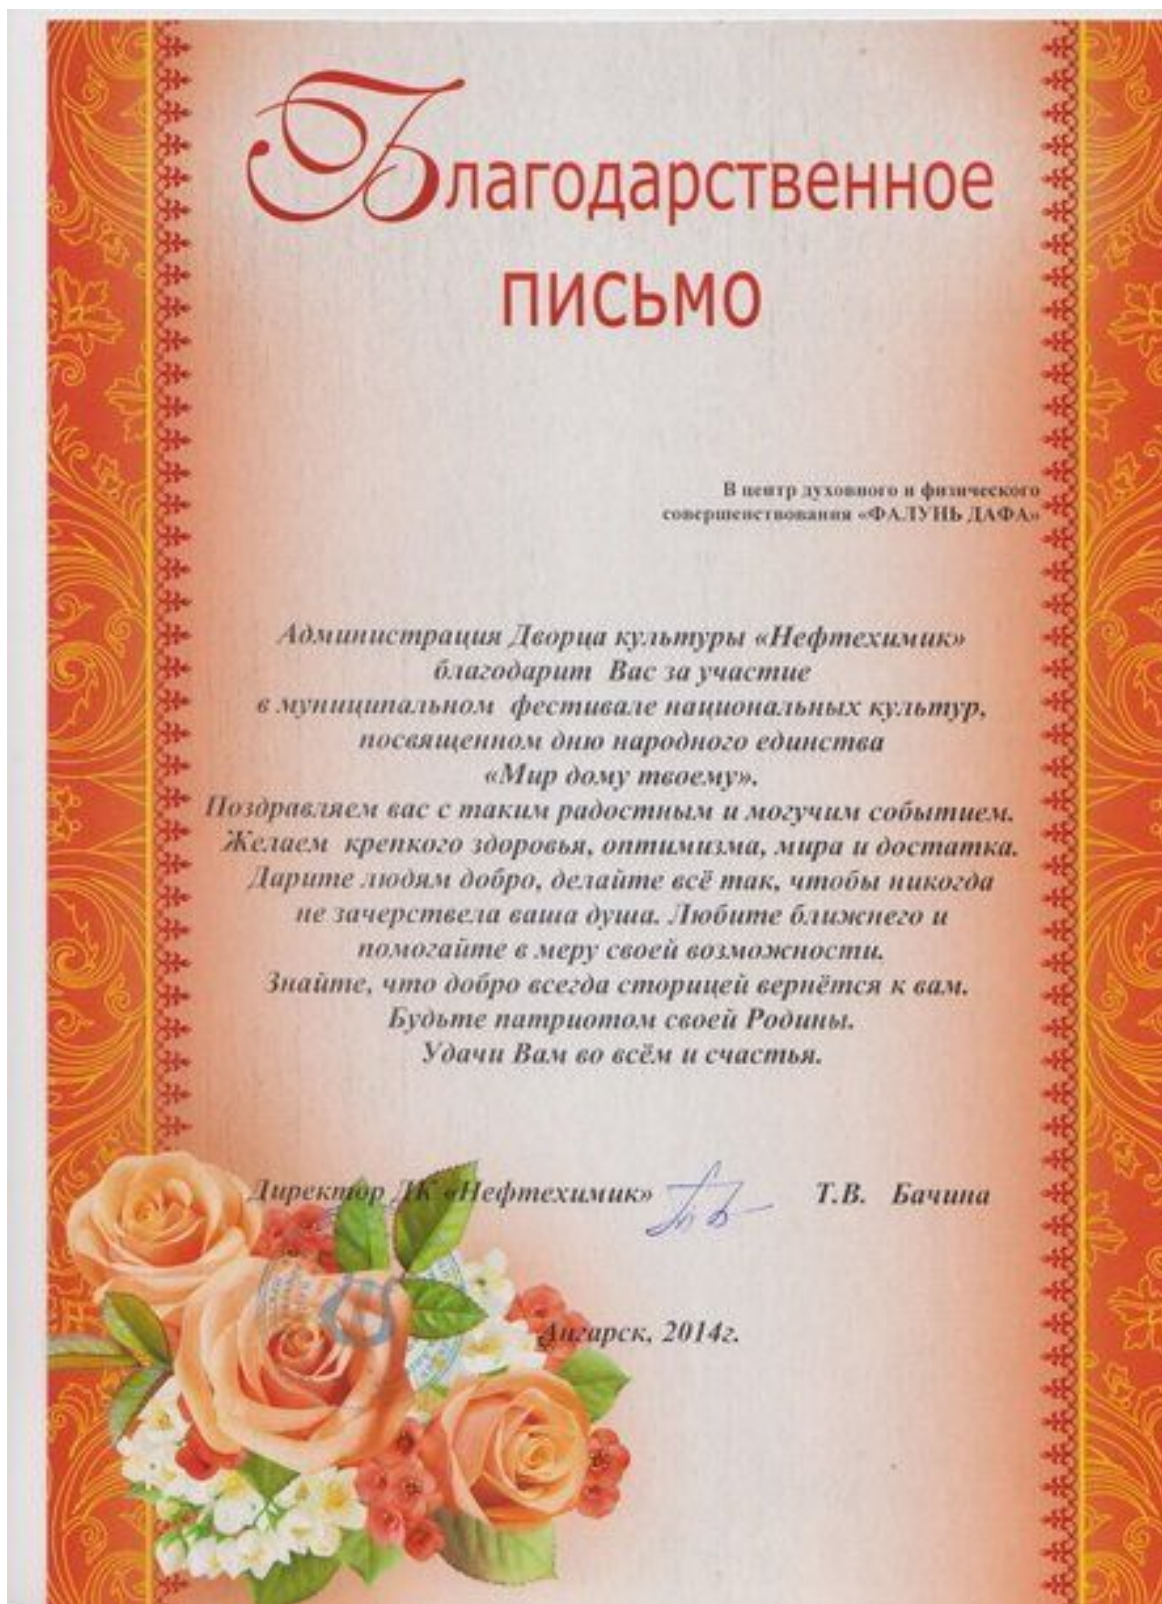 Благодарственное
письмо
В центр духовного и физического
совершенствования «ФАЛУНЬ ДАФА»
Администрация Дворца культуры «Нефтехимик»
благодарит Вас за участие
в муниципальном фестивале национальных культур,
посвященном дню народного единства
«Мир дому твоему».
Поздравляем вас с таким радостным и могучим событием.
Желаем крепкого здоровья, оптимизма, мира и достатка.
Дарите людям добро, делайте всё так, чтобы никогда
не зачерствела ваша душа. Любите ближнего и
помогайте в меру своей возможности.
Знайте, что добро всегда сторицей вернётся к вам.
Будьте патриотом своей Родины.
Удачи Вам во всём и счастья.
Директор ДК «Нефтехимик» Т.В. Бачина
Ангарск, 2014г.